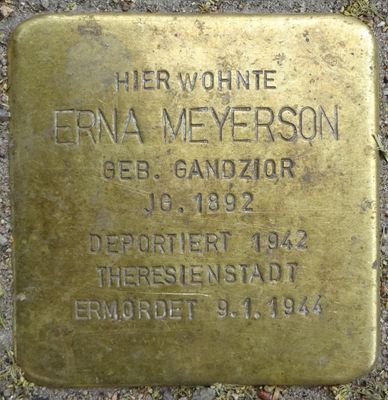 HIER WOHNTE
ERNA MEYERSON
GEB. GANDZIOR
JG. 1892
DEPORTIERT 1942
THERESIENSTADT
ERMORDET 9.1.1944